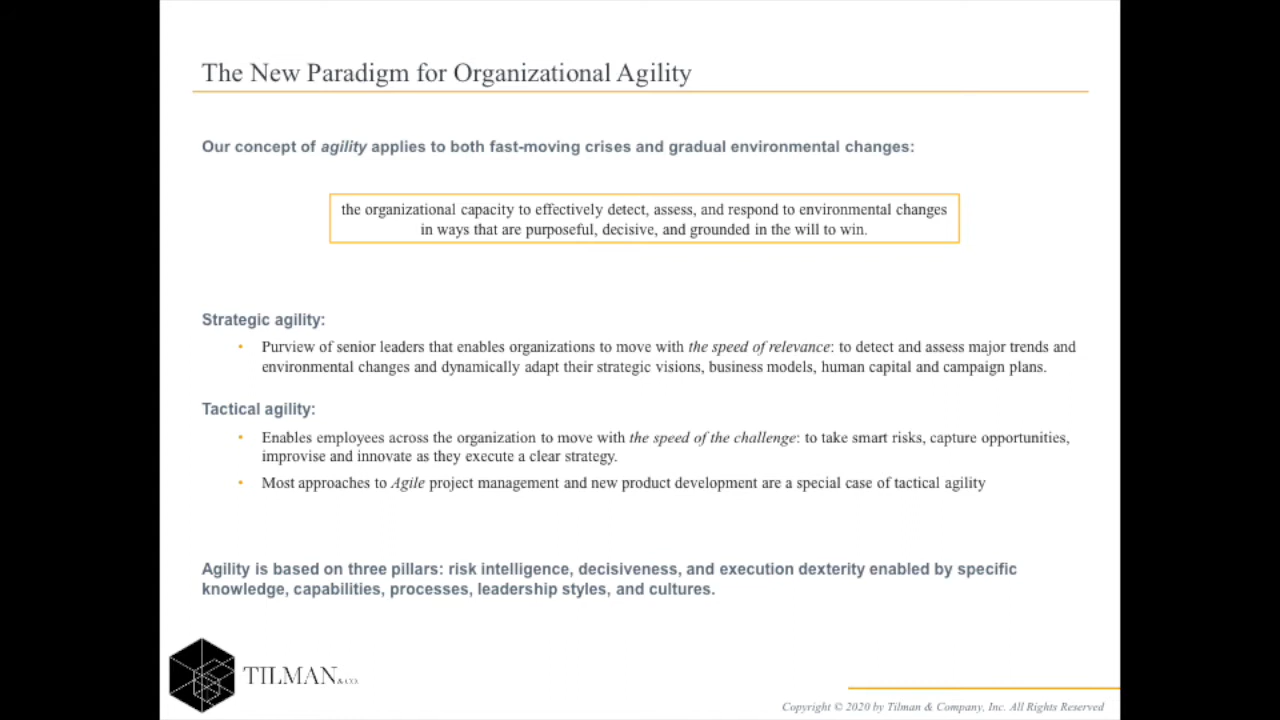 The New Paradigm for Organizational Agility
Our concept of agility applies to both fast-moving crises and gradual environmental changes:
the organizational capacity to effectively detect, assess, and respond to environmental changes
in ways that are purposeful, decisive, and grounded in the will to win.
Strategic agility:
• Purview of senior leaders that enables organizations to move with the speed of relevance: to detect and assess major trends and
environmental changes and dynamically adapt their strategic visions, business models, human capital and campaign plans.
Tactical agility:
• Enables employees across the organization to move with the speed of the challenge: to take smart risks, capture opportunities,
improvise and innovate as they execute a clear strategy.
• Most approaches to Agile project management and new product development are a special case of tactical agility
Agility is based on three pillars: risk intelligence, decisiveness, and execution dexterity enabled by specific
knowledge, capabilities, processes, leadership styles, and cultures.
TILMAN & CO.
Copyright © 2020 by Tilman & Company, Inc. All Rights Reserved